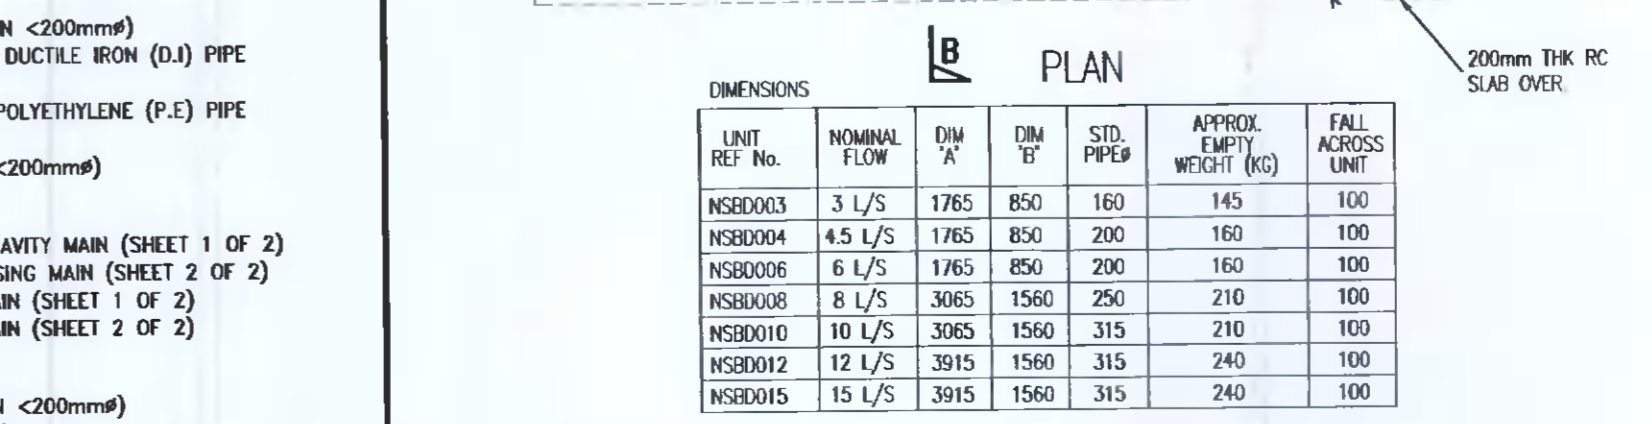 N <200mmø)
DUCTILE IRON (D.I) PIPE
POLYETHYLENE (P.E) PIPE
<200mmø)
AVITY MAIN (SHEET 1 OF 2)
SING MAIN (SHEET 2 OF 2)
IN (SHEET 1 OF 2)
IN (SHEET 2 OF 2)
<200mmø)
B PLAN
200mm THK RC
SLAB OVER
DIMENSIONS
UNIT REF No. NOMINAL FLOW DIM 'A' DIM 'B' STD. PIPEø APPROX. EMPTY WEIGHT (KG) FALL ACROSS UNIT
NSBD003 3 L/S 1765 850 160 145 100
NSBD004 4.5 L/S 1765 850 200 160 100
NSBD006 6 L/S 1765 850 200 160 100
NSBD008 8 L/S 3065 1560 250 210 100
NSBD010 10 L/S 3065 1560 315 210 100
NSBD012 12 L/S 3915 1560 315 240 100
NSBD015 15 L/S 3915 1560 315 240 100